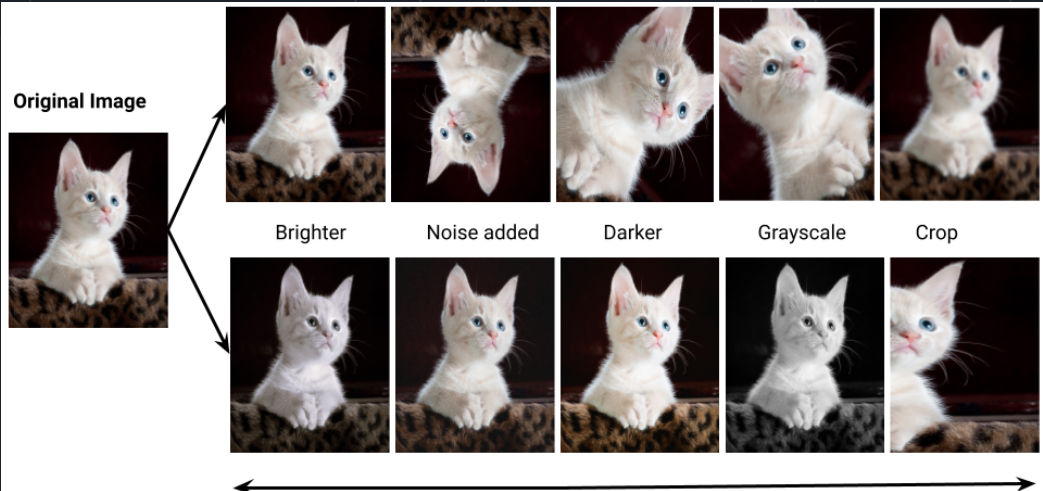 Original Image
Brighter
Noise added
Darker
Grayscale
Crop